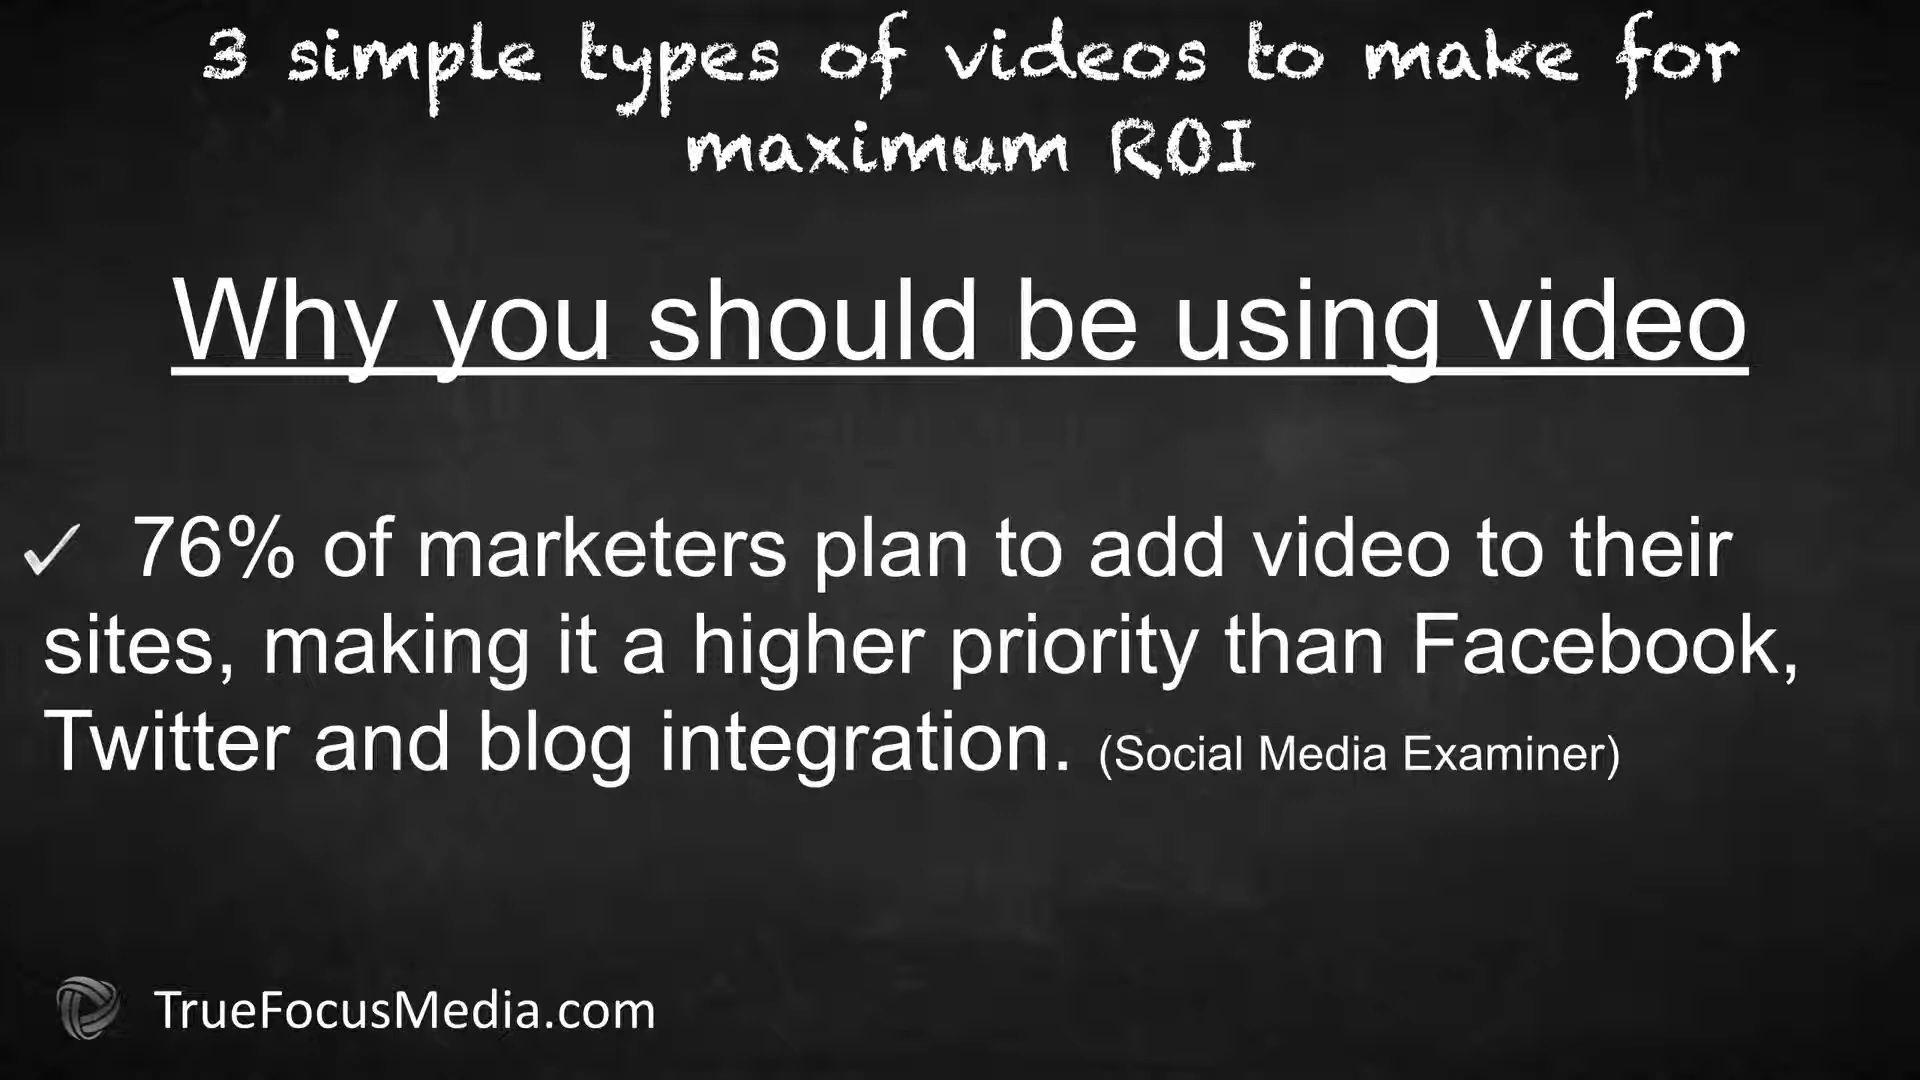 3 simple types of videos to make for
maximum ROI
Why you should be using video
✓ 76% of marketers plan to add video to their
sites, making it a higher priority than Facebook,
Twitter and blog integration. (Social Media Examiner)
TrueFocusMedia.com